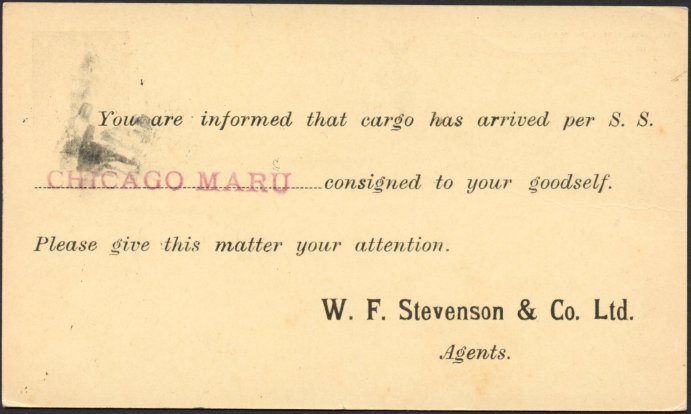 You are informed that cargo has arrived per S. S.
CHICAGO MARU consigned to your goodself.
Please give this matter your attention.
W. F. Stevenson & Co. Ltd.
Agents.